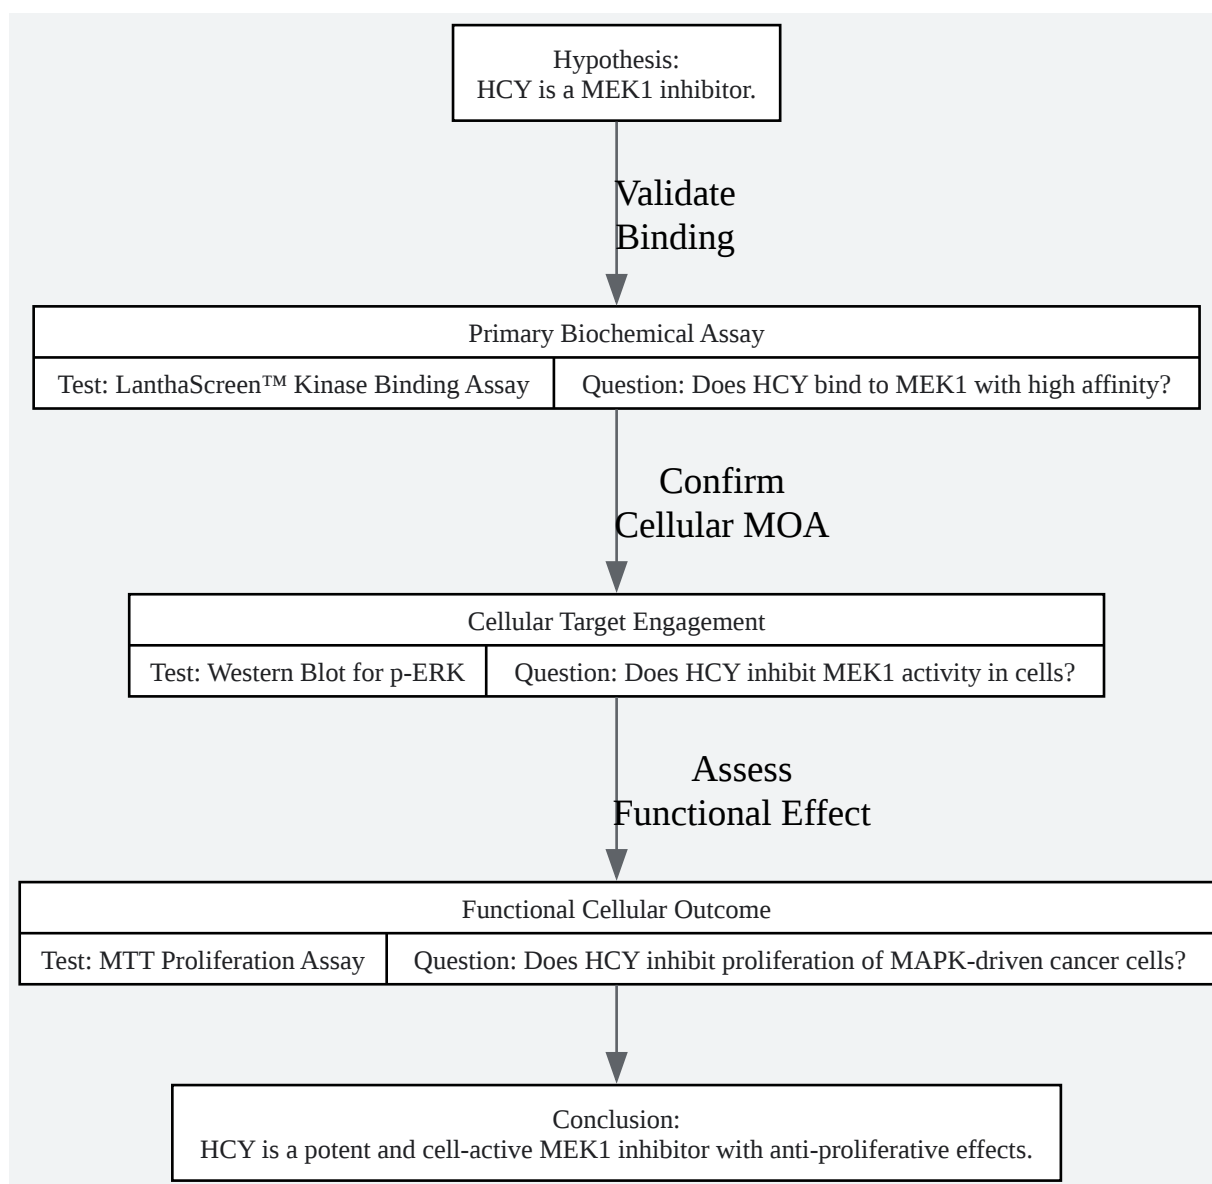 Hypothesis:
HCY is a MEK1 inhibitor.
Validate
Binding
Primary Biochemical Assay
Test: LanthaScreen™ Kinase Binding Assay
Question: Does HCY bind to MEK1 with high affinity?
Confirm
Cellular MOA
Cellular Target Engagement
Test: Western Blot for p-ERK
Question: Does HCY inhibit MEK1 activity in cells?
Assess
Functional Effect
Functional Cellular Outcome
Test: MTT Proliferation Assay
Question: Does HCY inhibit proliferation of MAPK-driven cancer cells?
Conclusion:
HCY is a potent and cell-active MEK1 inhibitor with anti-proliferative effects.